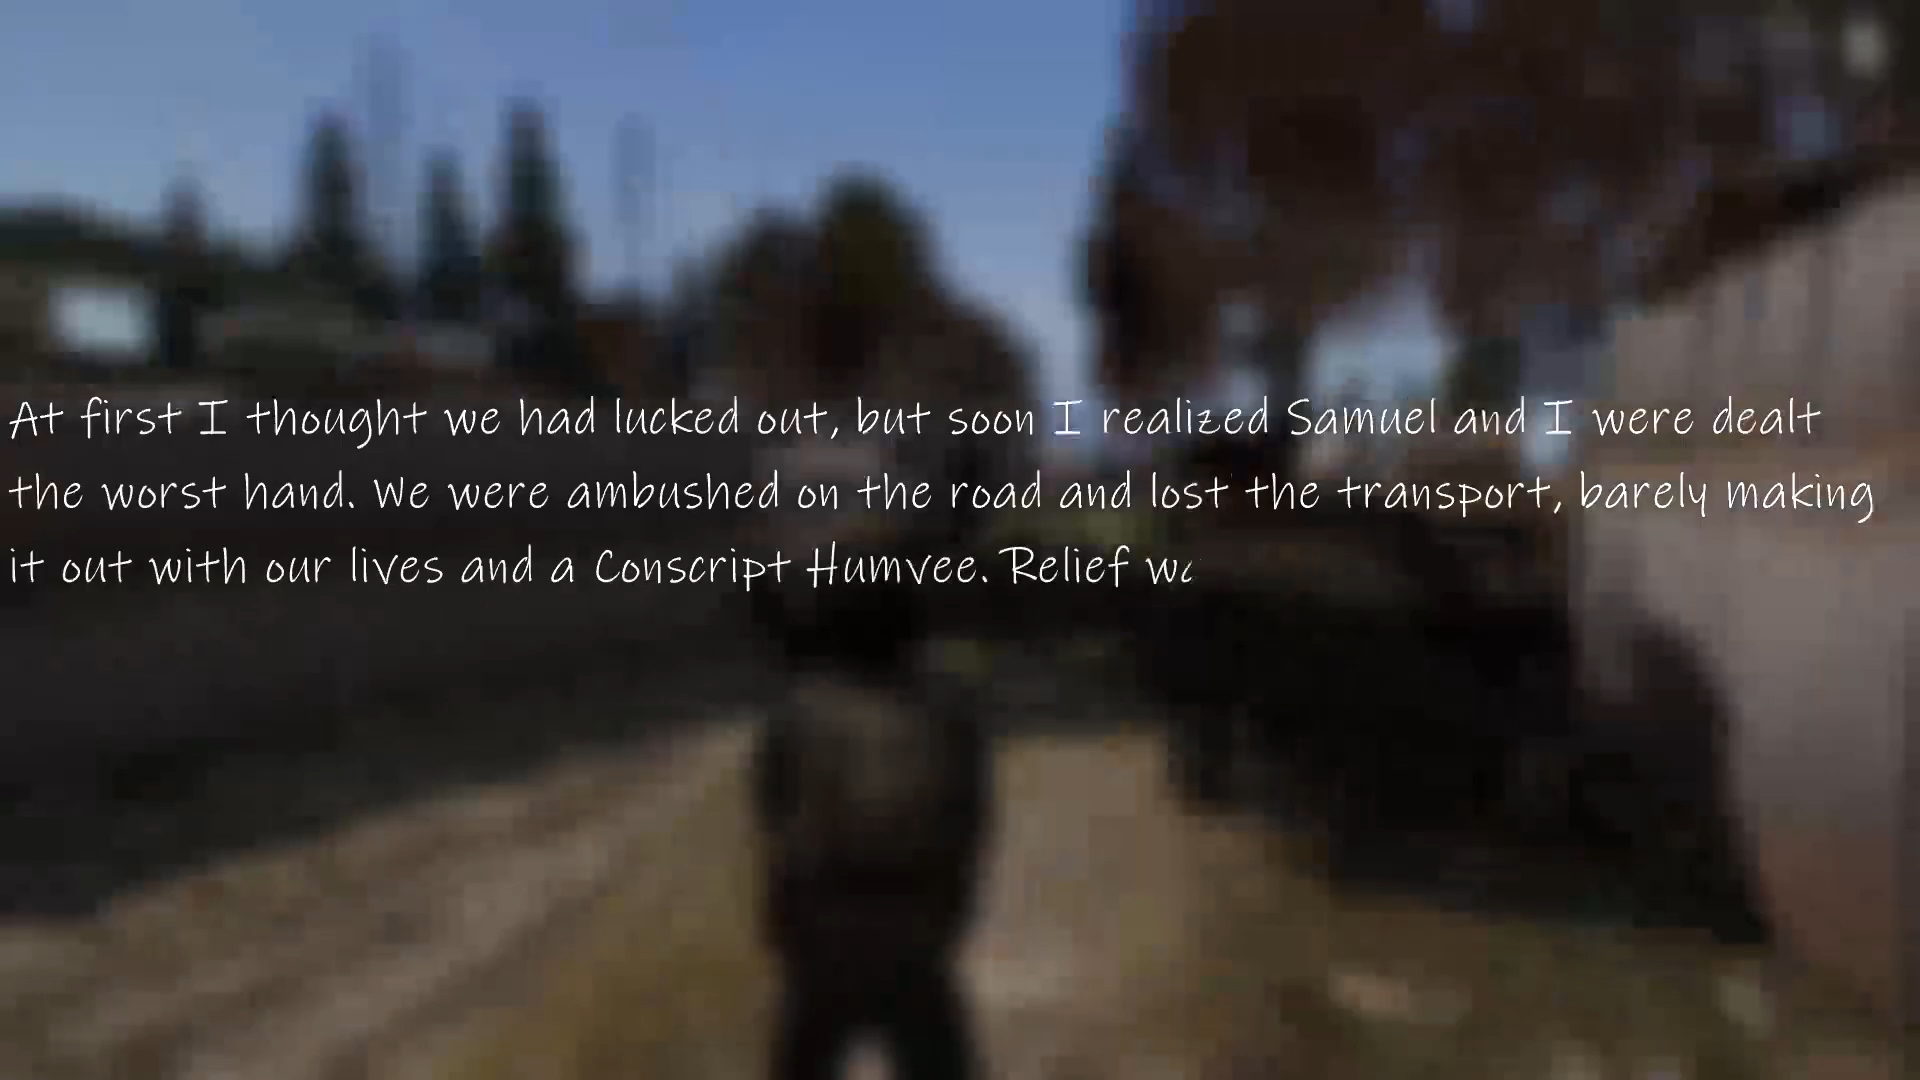 At first I thought we had lucked out, but soon I realized Samuel and I were dealt
the worst hand. We were ambushed on the road and lost the transport, barely making
it out with our lives and a Conscript Humvee. Relief